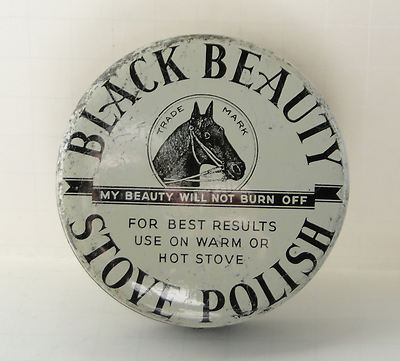 BLACK BEAUTY
TRADE MARK
MY BEAUTY WILL NOT BURN OFF
FOR BEST RESULTS
USE ON WARM OR
HOT STOVE
STOVE POLISH